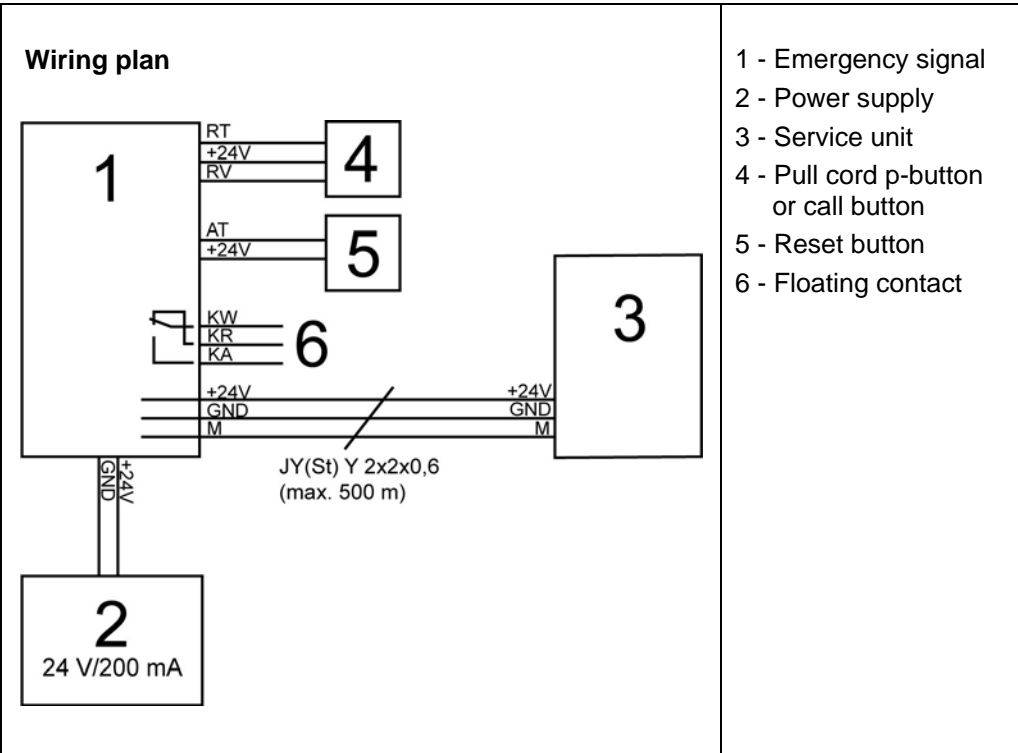 Wiring plan
1
RT
+24V
RV
4
AT
+24V
5
KW
KR
KA
6
+24V
GND
M
+24V
GND
M
3
JY(St) Y 2x2x0,6
(max. 500 m)
GND
+24V
2
24 V/200 mA
1 - Emergency signal
2 - Power supply
3 - Service unit
4 - Pull cord p-button
or call button
5 - Reset button
6 - Floating contact